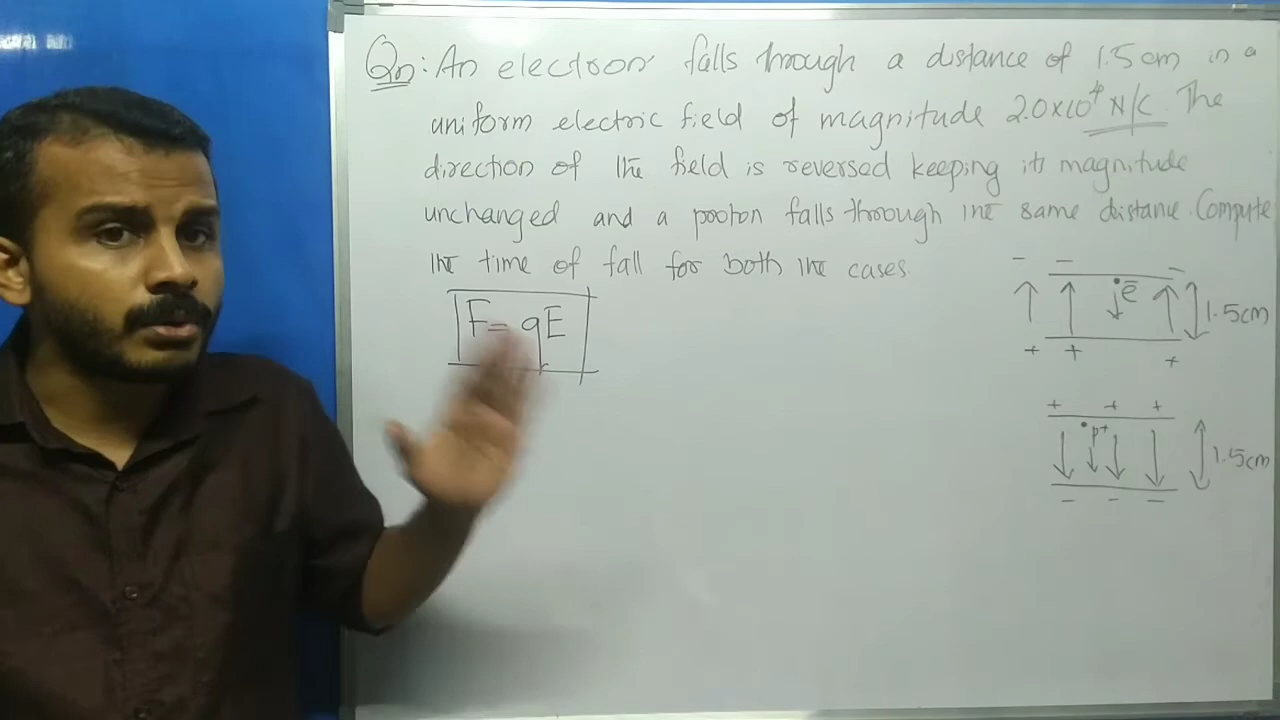 Qn: An electron falls through a distance of 1.5 cm in a
uniform electric field of magnitude 2.0×10⁴ N/C. The
direction of the field is reversed keeping its magnitude
unchanged and a proton falls through the same distance. Compute
the time of fall for both the cases.
F = qE
- - -
e̅
1.5cm
+ + +
+ + +
p⁺
1.5cm
- - -